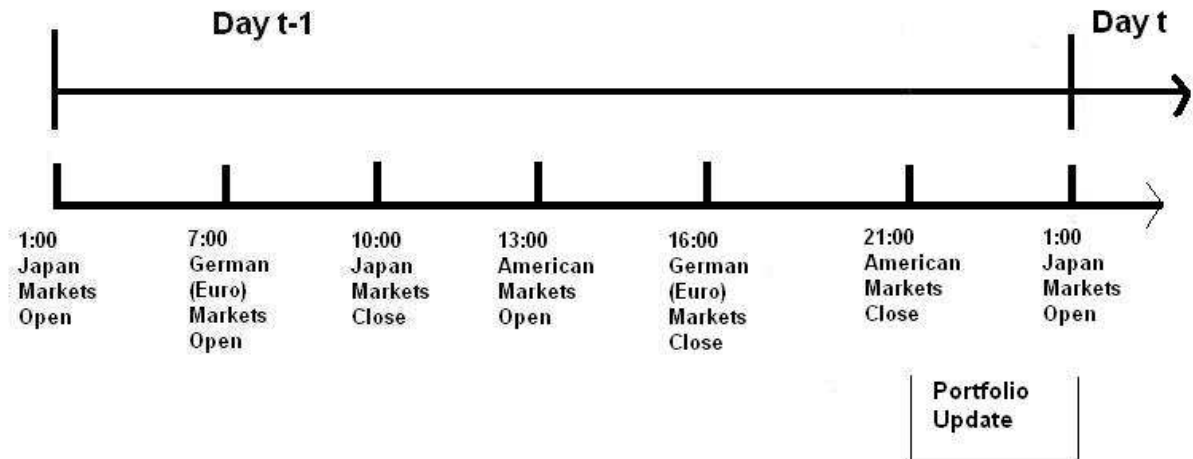 Day t-1
Day t
1:00
Japan
Markets
Open
7:00
German
(Euro)
Markets
Open
10:00
Japan
Markets
Close
13:00
American
Markets
Open
16:00
German
(Euro)
Markets
Close
21:00
American
Markets
Close
1:00
Japan
Markets
Open
Portfolio
Update